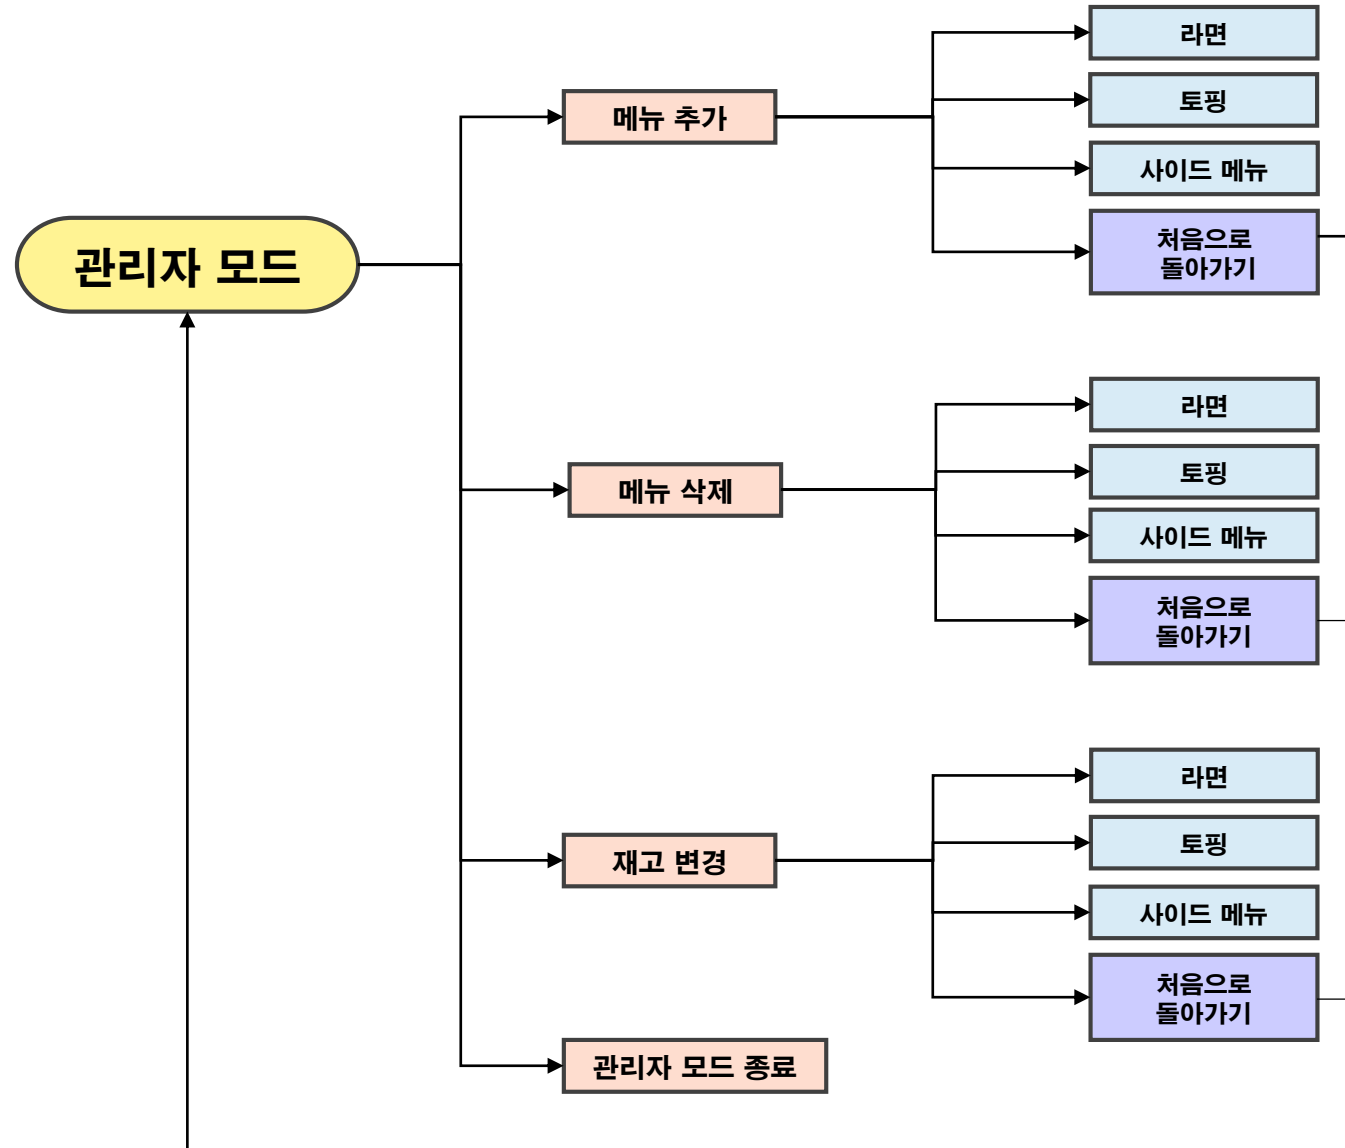 관리자 모드
메뉴 추가
라면
토핑
사이드 메뉴
처음으로
돌아가기
메뉴 삭제
라면
토핑
사이드 메뉴
처음으로
돌아가기
재고 변경
라면
토핑
사이드 메뉴
처음으로
돌아가기
관리자 모드 종료